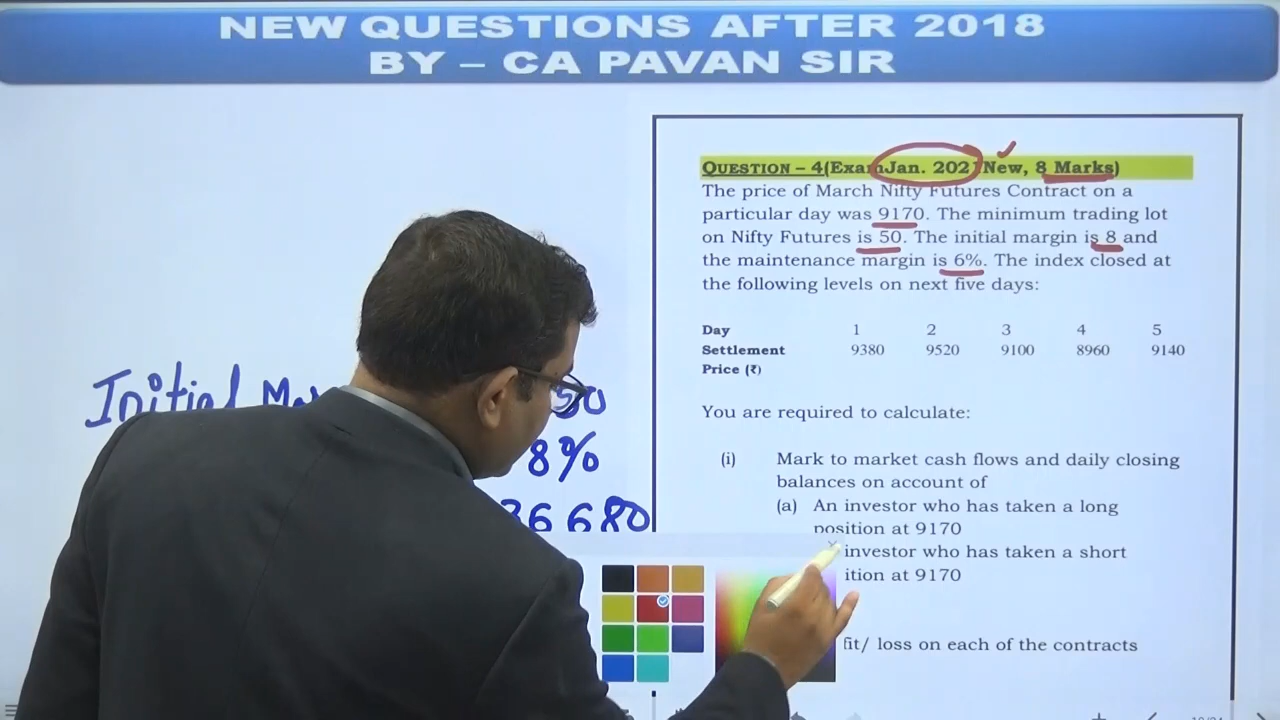 NEW QUESTIONS AFTER 2018
BY – CA PAVAN SIR
QUESTION – 4(Exam Jan. 2021 New, 8 Marks)
The price of March Nifty Futures Contract on a
particular day was 9170. The minimum trading lot
on Nifty Futures is 50. The initial margin is 8 and
the maintenance margin is 6%. The index closed at
the following levels on next five days:
Day 1 2 3 4 5
Settlement 9380 9520 9100 8960 9140
Price (₹)
You are required to calculate:
(i) Mark to market cash flows and daily closing
balances on account of
(a) An investor who has taken a long
position at 9170
investor who has taken a short
ition at 9170
fit/ loss on each of the contracts
Initial
50
8%
36680